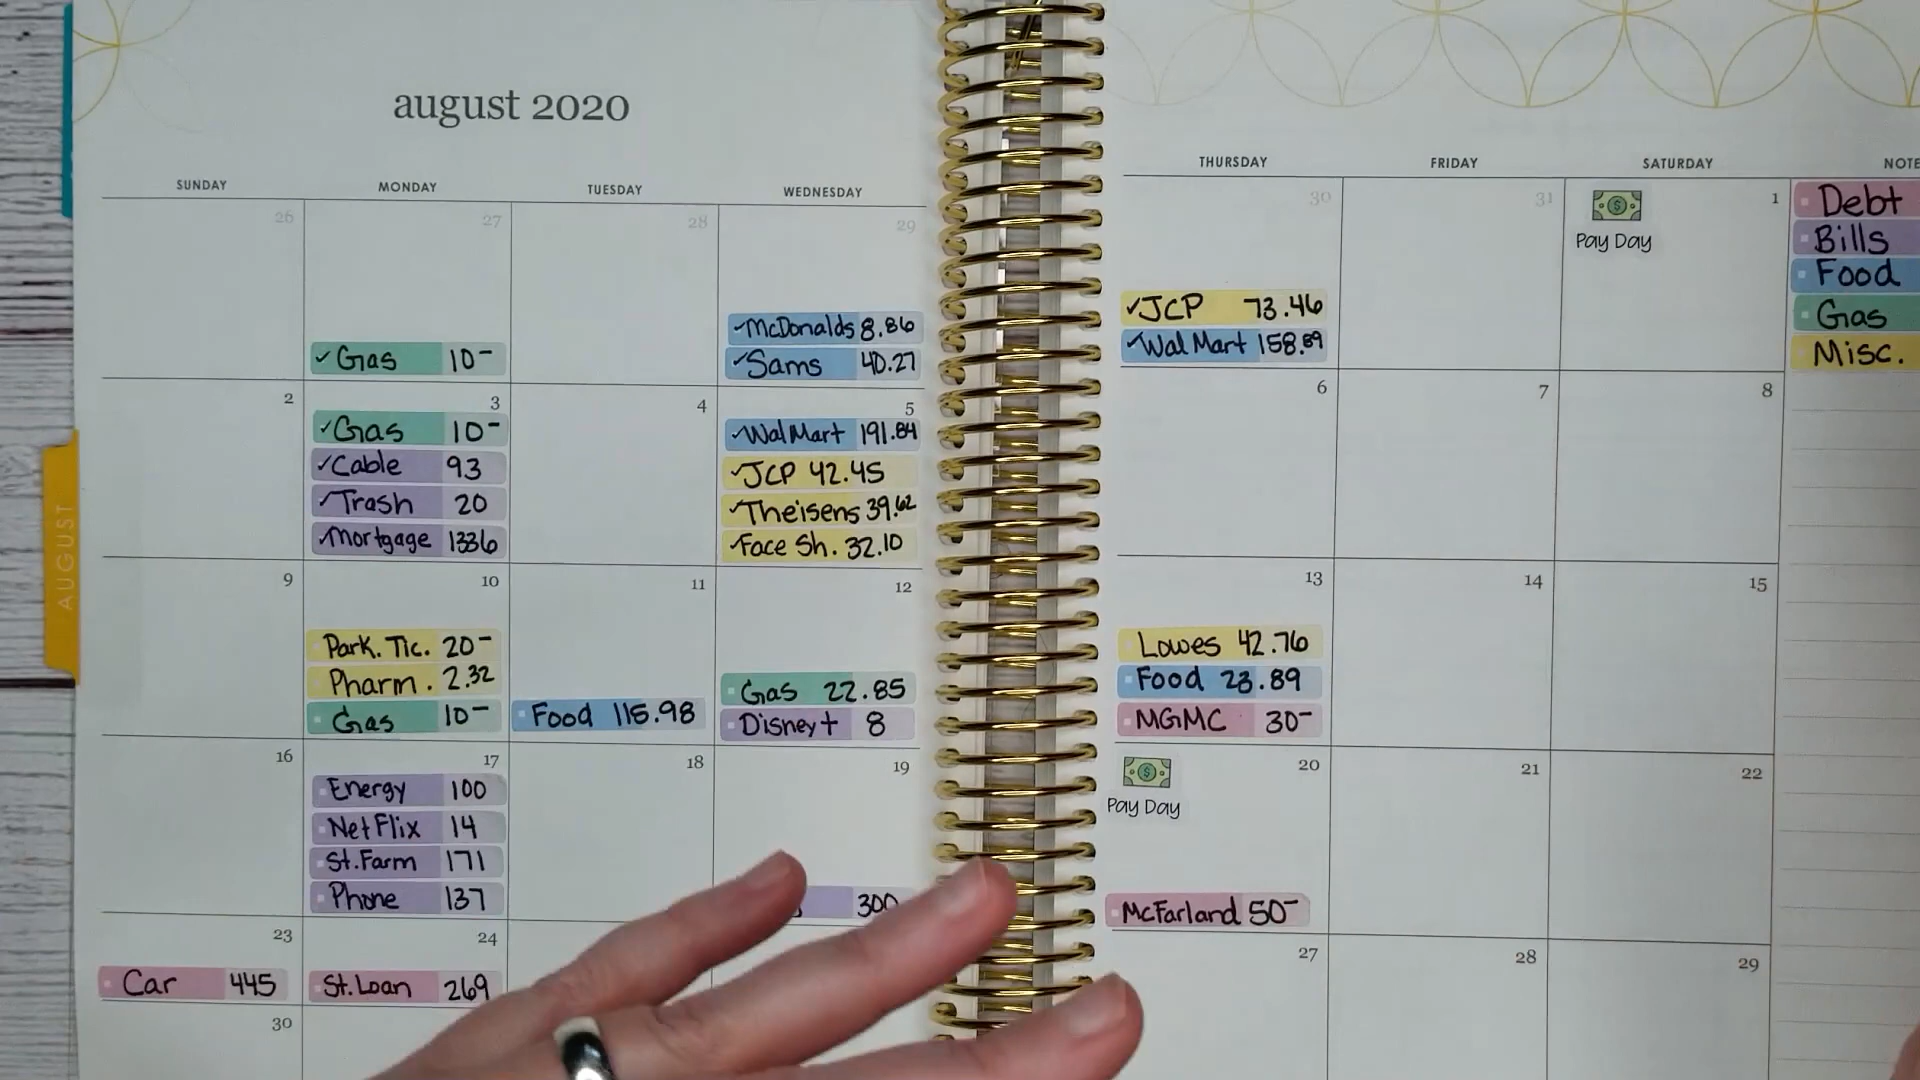 august 2020
SUNDAY MONDAY TUESDAY WEDNESDAY THURSDAY FRIDAY SATURDAY NOTE
26 27 28 29 30 31 1
Pay Day
✓McDonalds 8.86
✓Sams 40.27
✓Gas 10-
✓JCP 73.46
✓Wal Mart 158.89
Debt
Bills
Food
Gas
Misc.
2 3 4 5 6 7 8
✓Gas 10-
✓Cable 93
✓Trash 20
✓Mortgage 1336
✓WalMart 191.84
✓JCP 42.45
✓Theisens 39.62
✓Face Sh. 32.10
AUGUST
9 10 11 12 13 14 15
Park. Tic. 20-
Pharm. 2.32
Gas 10-
Food 115.98
Gas 22.85
Disney+ 8
Lowes 42.76
Food 23.89
MGMC 30-
16 17 18 19 20 21 22
Energy 100
NetFlix 14
St.Farm 171
Phone 137
300
Pay Day
McFarland 50-
23 24 27 28 29
Car 445
St.Loan 269
30